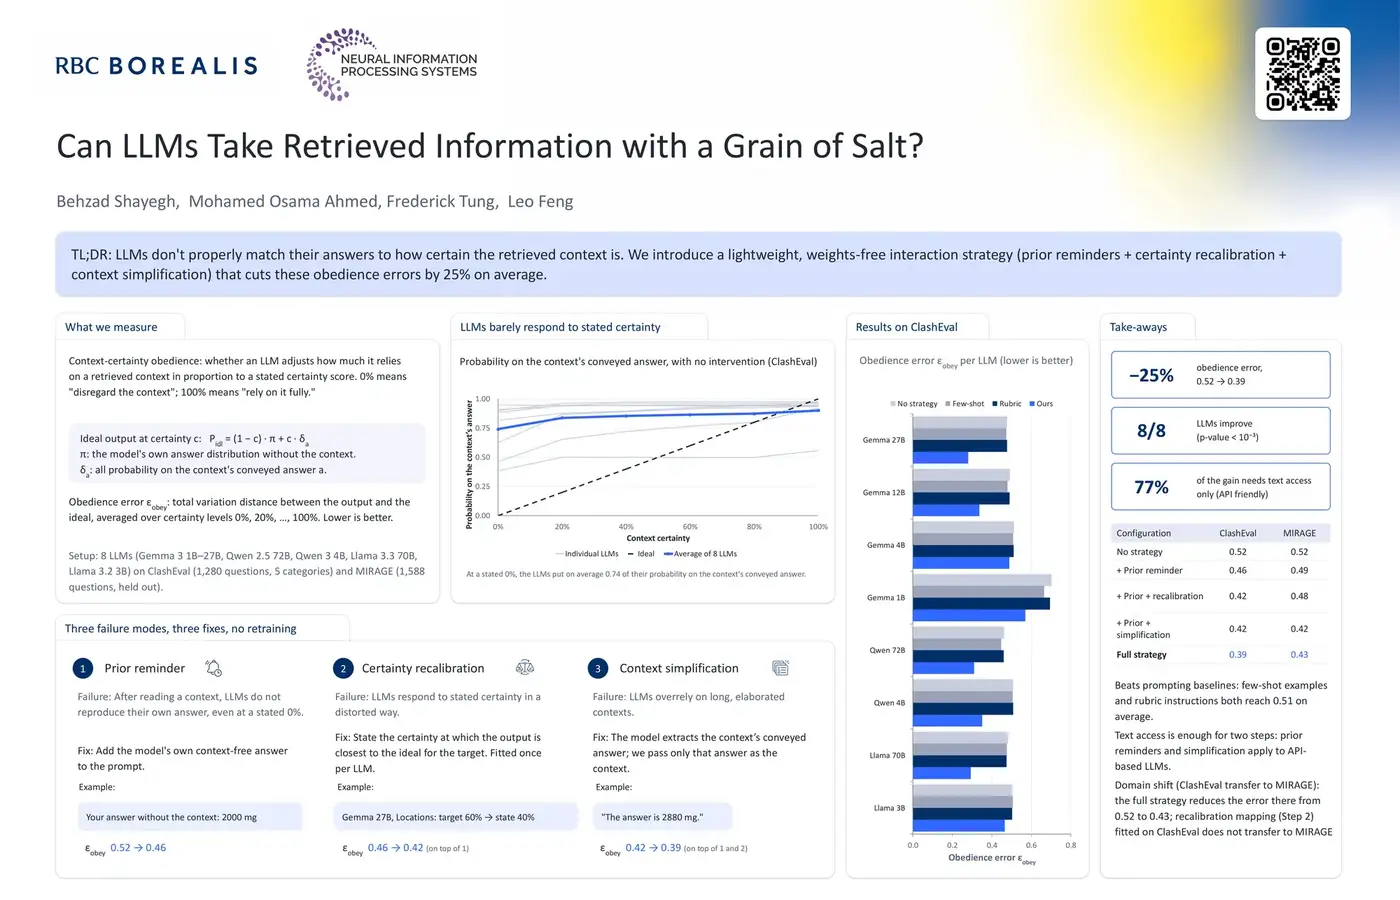 RBC BOREALIS
NEURAL INFORMATION
PROCESSING SYSTEMS
Can LLMs Take Retrieved Information with a Grain of Salt?
Behzad Shayegh, Mohamed Osama Ahmed, Frederick Tung, Leo Feng
TL;DR: LLMs don't properly match their answers to how certain the retrieved context is. We introduce a lightweight, weights-free interaction strategy (prior reminders + certainty recalibration +
context simplification) that cuts these obedience errors by 25% on average.
What we measure
Context-certainty obedience: whether an LLM adjusts how much it relies
on a retrieved context in proportion to a stated certainty score. 0% means
"disregard the context"; 100% means "rely on it fully."
Ideal output at certainty c: P_idl = (1 − c) · π + c · δ_a
π: the model's own answer distribution without the context.
δ_a: all probability on the context's conveyed answer a.
Obedience error ε_obey: total variation distance between the output and the
ideal, averaged over certainty levels 0%, 20%, ..., 100%. Lower is better.
Setup: 8 LLMs (Gemma 3 1B–27B, Qwen 2.5 72B, Qwen 3 4B, Llama 3.3 70B,
Llama 3.2 3B) on ClashEval (1,280 questions, 5 categories) and MIRAGE (1,588
questions, held out).
LLMs barely respond to stated certainty
Probability on the context's conveyed answer, with no intervention (ClashEval)
Probability on the context's answer
1.00
0.75
0.50
0.25
0.00
0% 20% 40% 60% 80% 100%
Context certainty
Individual LLMs Ideal Average of 8 LLMs
At a stated 0%, the LLMs put on average 0.74 of their probability on the context's conveyed answer.
Three failure modes, three fixes, no retraining
1 Prior reminder
Failure: After reading a context, LLMs do not
reproduce their own answer, even at a stated 0%.
Fix: Add the model's own context-free answer
to the prompt.
Example:
Your answer without the context: 2000 mg
ε_obey 0.52 → 0.46
2 Certainty recalibration
Failure: LLMs respond to stated certainty in a
distorted way.
Fix: State the certainty at which the output is
closest to the ideal for the target. Fitted once
per LLM.
Example:
Gemma 27B, Locations: target 60% → state 40%
ε_obey 0.46 → 0.42 (on top of 1)
3 Context simplification
Failure: LLMs overrely on long, elaborated
contexts.
Fix: The model extracts the context's conveyed
answer; we pass only that answer as the
context.
Example:
"The answer is 2880 mg."
ε_obey 0.42 → 0.39 (on top of 1 and 2)
Results on ClashEval
Obedience error ε_obey per LLM (lower is better)
No strategy Few-shot Rubric Ours
Gemma 27B
Gemma 12B
Gemma 4B
Gemma 1B
Qwen 72B
Qwen 4B
Llama 70B
Llama 3B
0.0 0.2 0.4 0.6 0.8
Obedience error ε_obey
Take-aways
−25% obedience error,
0.52 → 0.39
8/8 LLMs improve
(p-value < 10⁻³)
77% of the gain needs text access
only (API friendly)
Configuration ClashEval MIRAGE
No strategy 0.52 0.52
+ Prior reminder 0.46 0.49
+ Prior + recalibration 0.42 0.48
+ Prior +
simplification 0.42 0.42
Full strategy 0.39 0.43
Beats prompting baselines: few-shot examples
and rubric instructions both reach 0.51 on
average.
Text access is enough for two steps: prior
reminders and simplification apply to API-
based LLMs.
Domain shift (ClashEval transfer to MIRAGE):
the full strategy reduces the error there from
0.52 to 0.43; recalibration mapping (Step 2)
fitted on ClashEval does not transfer to MIRAGE